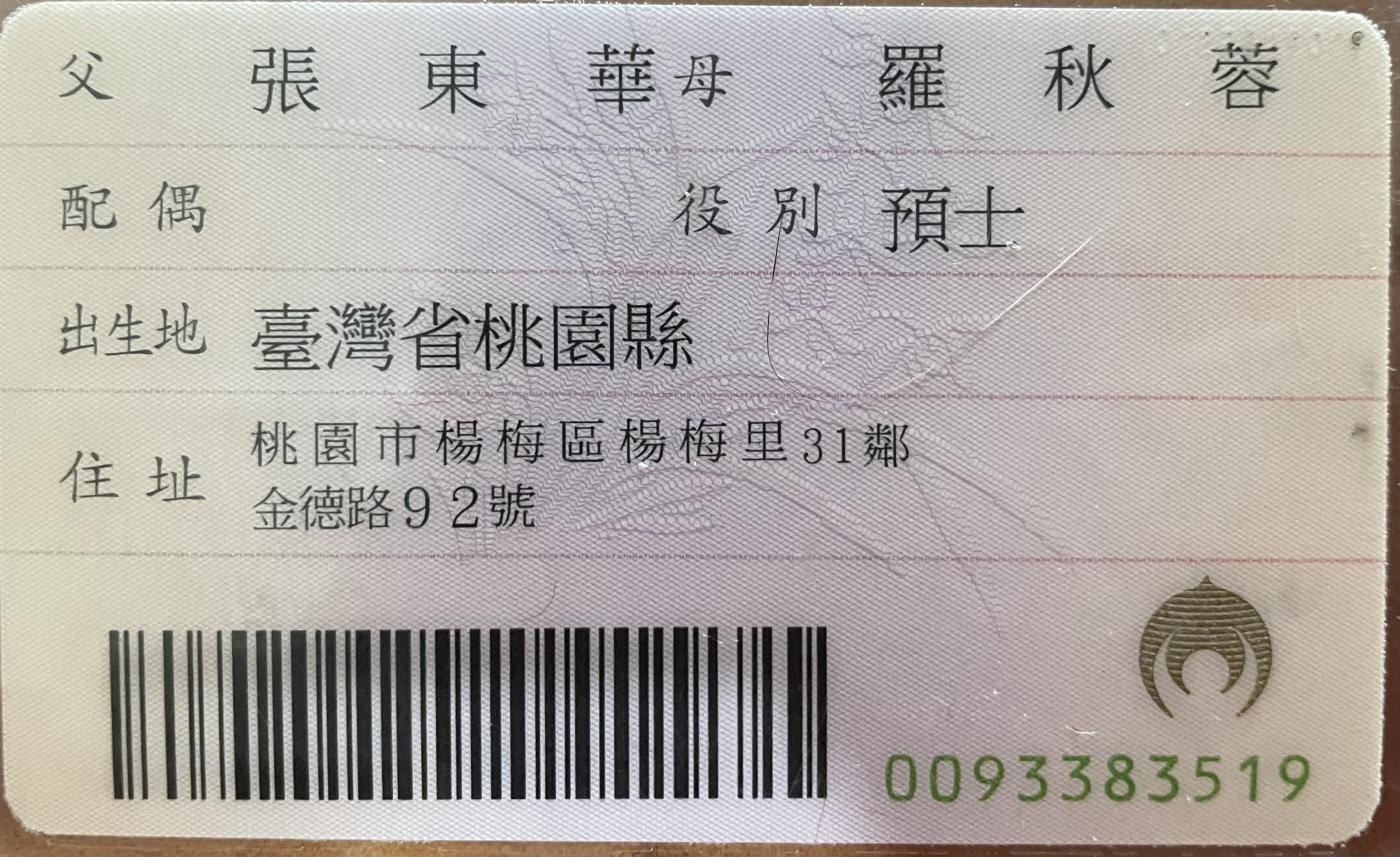 父 張東華 母 羅秋蓉
配偶 役別 預士
出生地 臺灣省桃園縣
住址 桃園市楊梅區楊梅里31鄰
金德路92號
0093383519